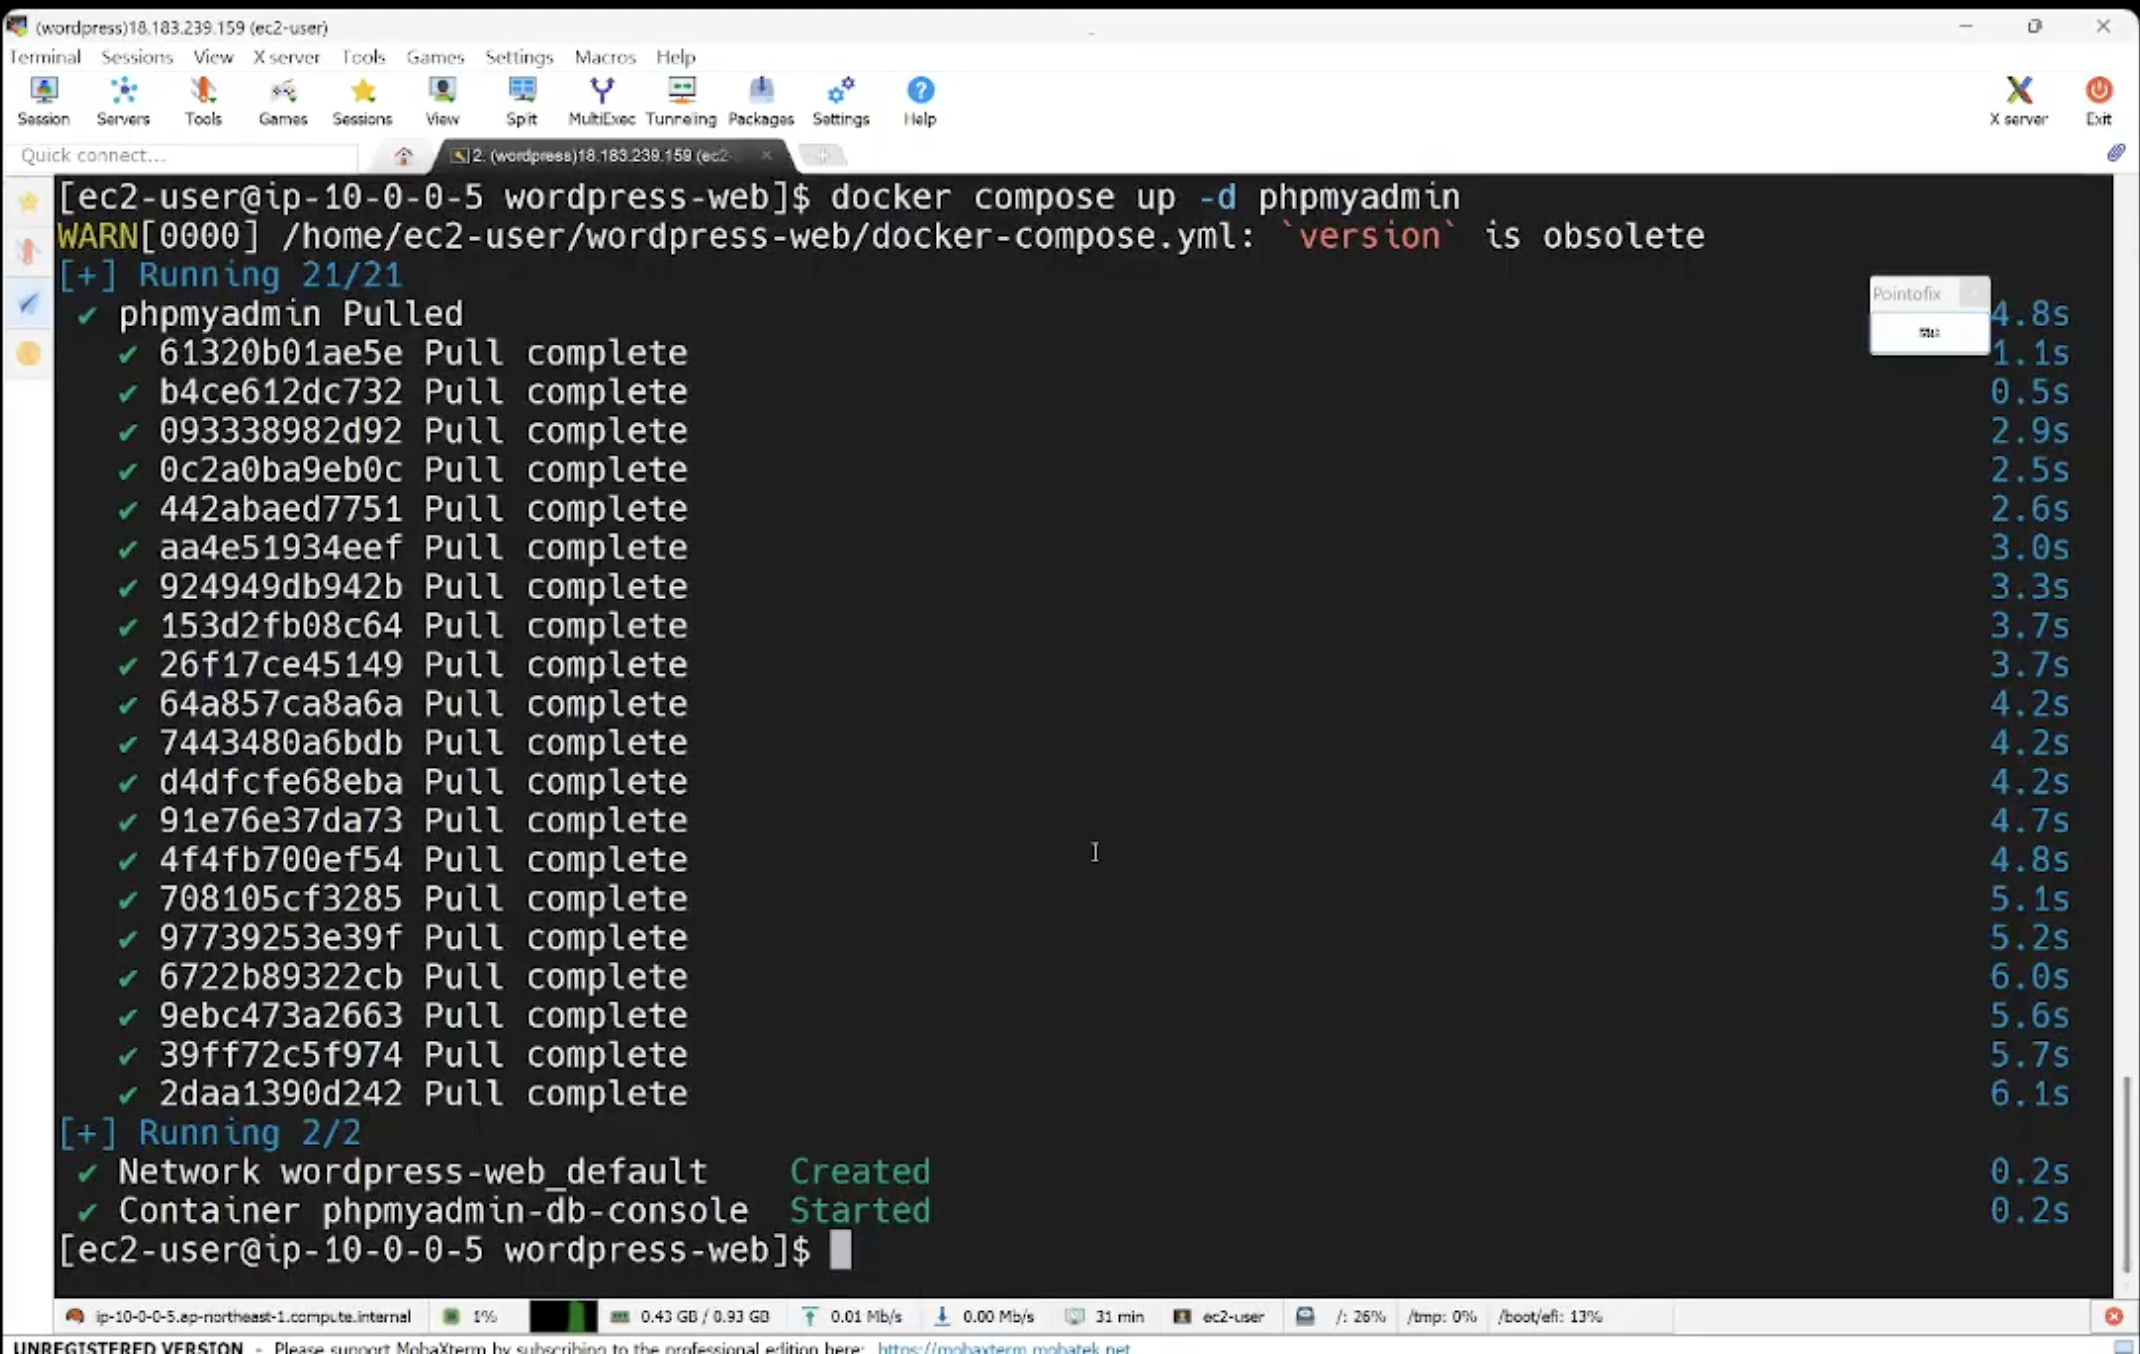 (wordpress)18.183.239.159 (ec2-user)
Terminal Sessions View X server Tools Games Settings Macros Help
Session Servers Tools Games Sessions View Split MultiExec Tunneling Packages Settings Help X server Exit
Quick connect... 2. (wordpress)18.183.239.159 (ec2-
[ec2-user@ip-10-0-0-5 wordpress-web]$ docker compose up -d phpmyadmin
WARN[0000] /home/ec2-user/wordpress-web/docker-compose.yml: `version` is obsolete
[+] Running 21/21
Pointofix
✔ phpmyadmin Pulled 4.8s
✔ 61320b01ae5e Pull complete 1.1s
✔ b4ce612dc732 Pull complete 0.5s
✔ 093338982d92 Pull complete 2.9s
✔ 0c2a0ba9eb0c Pull complete 2.5s
✔ 442abaed7751 Pull complete 2.6s
✔ aa4e51934eef Pull complete 3.0s
✔ 924949db942b Pull complete 3.3s
✔ 153d2fb08c64 Pull complete 3.7s
✔ 26f17ce45149 Pull complete 3.7s
✔ 64a857ca8a6a Pull complete 4.2s
✔ 7443480a6bdb Pull complete 4.2s
✔ d4dfcfe68eba Pull complete 4.2s
✔ 91e76e37da73 Pull complete 4.7s
✔ 4f4fb700ef54 Pull complete 4.8s
✔ 708105cf3285 Pull complete 5.1s
✔ 97739253e39f Pull complete 5.2s
✔ 6722b89322cb Pull complete 6.0s
✔ 9ebc473a2663 Pull complete 5.6s
✔ 39ff72c5f974 Pull complete 5.7s
✔ 2daa1390d242 Pull complete 6.1s
[+] Running 2/2
✔ Network wordpress-web_default Created 0.2s
✔ Container phpmyadmin-db-console Started 0.2s
[ec2-user@ip-10-0-0-5 wordpress-web]$
ip-10-0-0-5.ap-northeast-1.compute.internal 1% 0.43 GB / 0.93 GB 0.01 Mb/s 0.00 Mb/s 31 min ec2-user /: 26% /tmp: 0% /boot/efi: 13%
UNREGISTERED VERSION - Please support MobaXterm by subscribing to the professional edition here: https://mobaxterm.mobatek.net